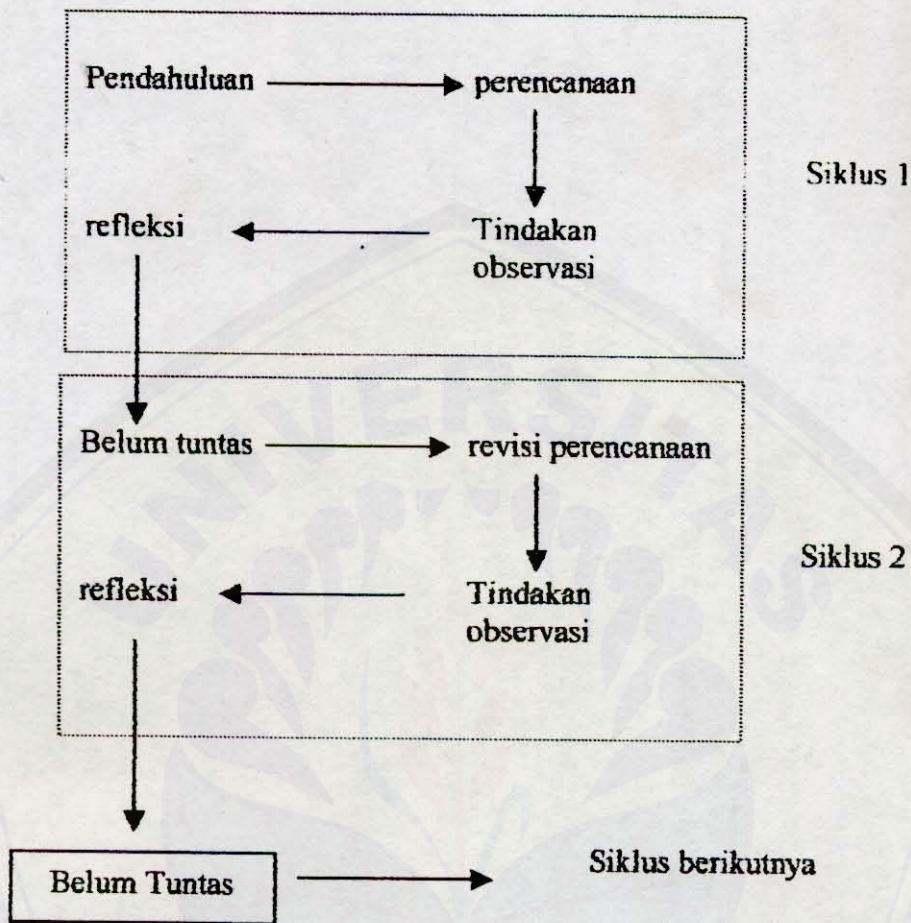 Pendahuluan perencanaan
Siklus 1
refleksi Tindakan
observasi
Belum tuntas revisi perencanaan
Siklus 2
refleksi Tindakan
observasi
Belum Tuntas Siklus berikutnya
UNIVERSITAS